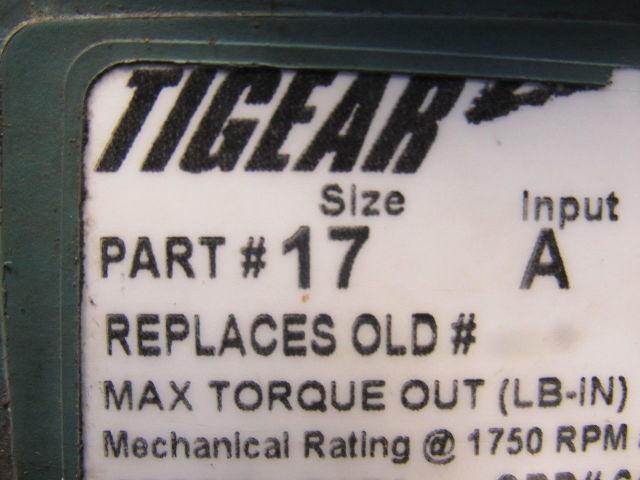 TIGEAR
Size Input
PART # 17 A
REPLACES OLD #
MAX TORQUE OUT (LB-IN)
Mechanical Rating @ 1750 RPM